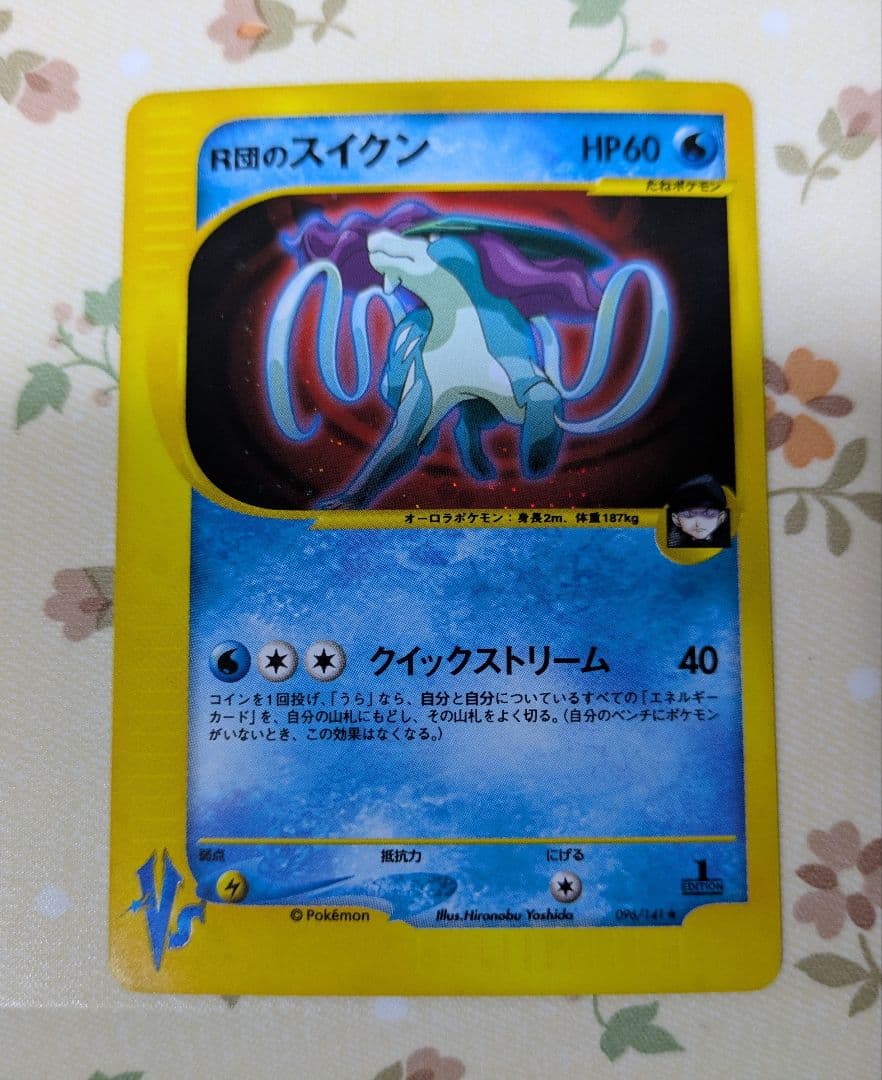 R団のスイクン HP60
たねポケモン
オーロラポケモン：身長2m、体重187kg
クイックストリーム 40
コインを1回投げ、「うら」なら、自分と自分についているすべての「エネルギー
カード」を、自分の山札にもどし、その山札をよく切る。（自分のベンチにポケモン
がいないとき、この効果はなくなる。）
弱点 抵抗力 にげる
1
EDITION
VS
©Pokémon Illus.Hironobu Yoshida 096/141★